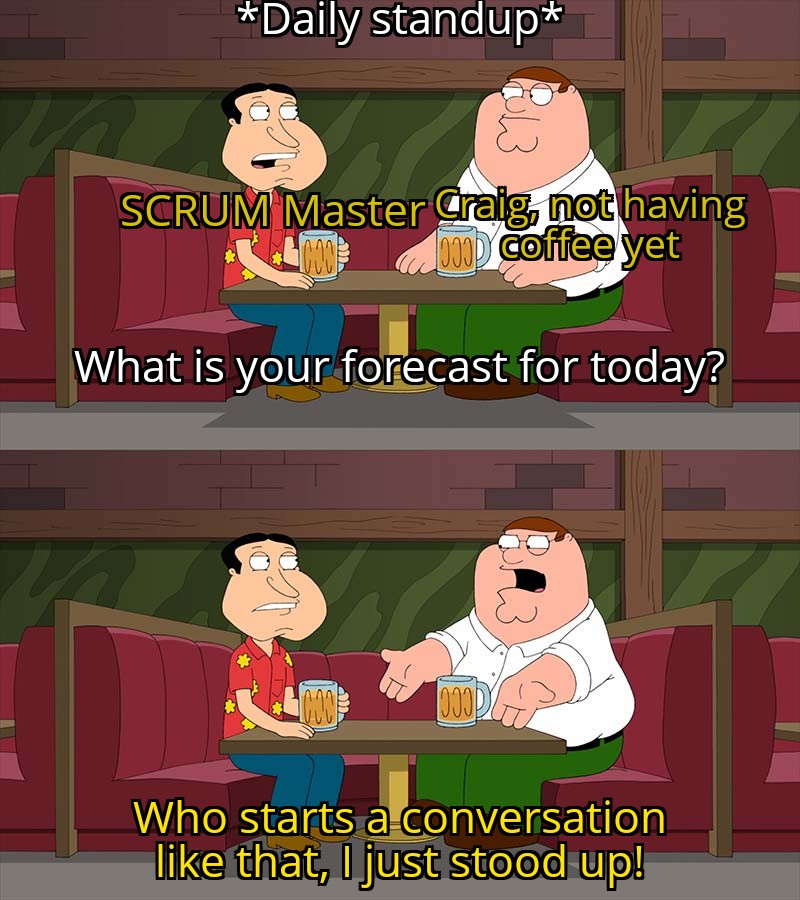 *Daily standup*
SCRUM Master
Craig, not having
coffee yet
What is your forecast for today?
Who starts a conversation
like that, I just stood up!